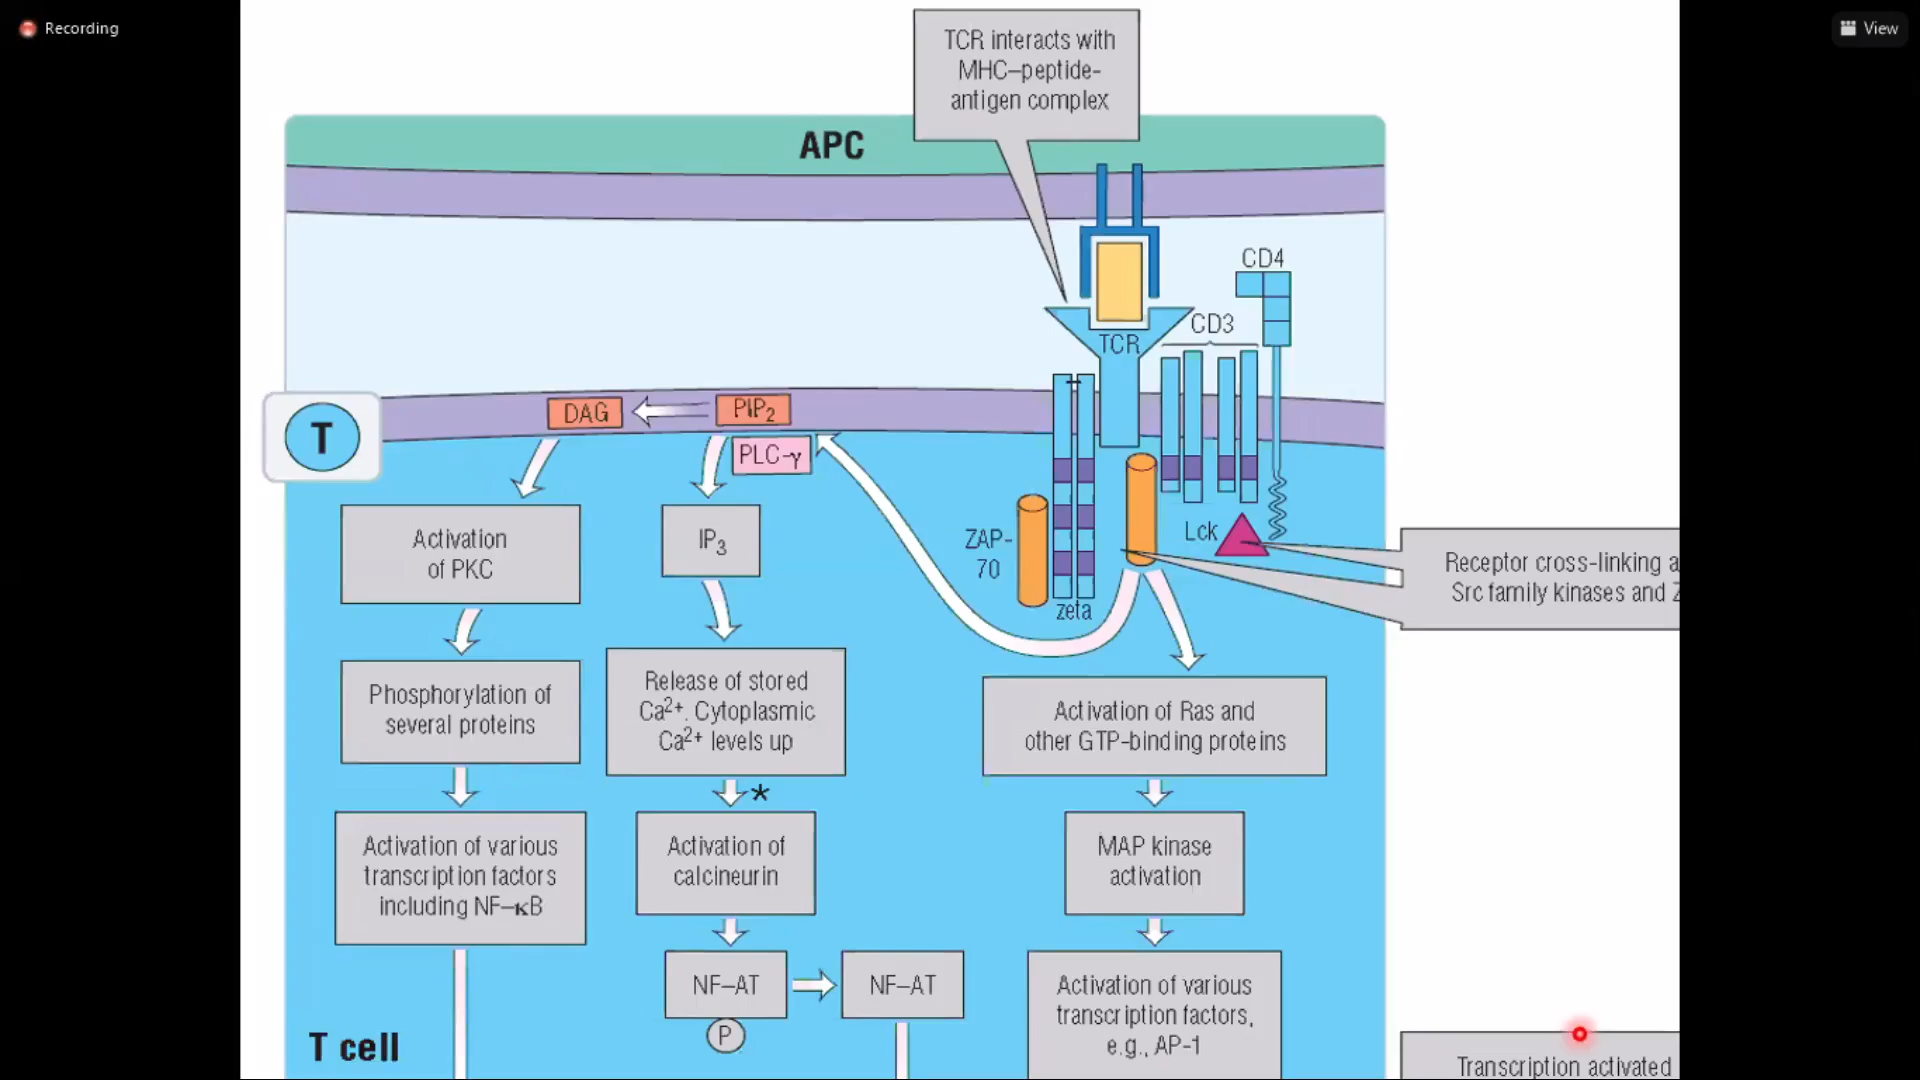 Recording
View
TCR interacts with
MHC–peptide-
antigen complex
APC
CD4
CD3
TCR
T
DAG
PIP₂
PLC-γ
Activation
of PKC
IP₃
ZAP-
70
zeta
Lck
Receptor cross-linking a
Src family kinases and
Phosphorylation of
several proteins
Release of stored
Ca²⁺. Cytoplasmic
Ca²⁺ levels up
Activation of Ras and
other GTP-binding proteins
*
Activation of various
transcription factors
including NF–κB
Activation of
calcineurin
MAP kinase
activation
NF–AT
P
NF–AT
Activation of various
transcription factors,
e.g., AP-1
T cell
Transcription activated